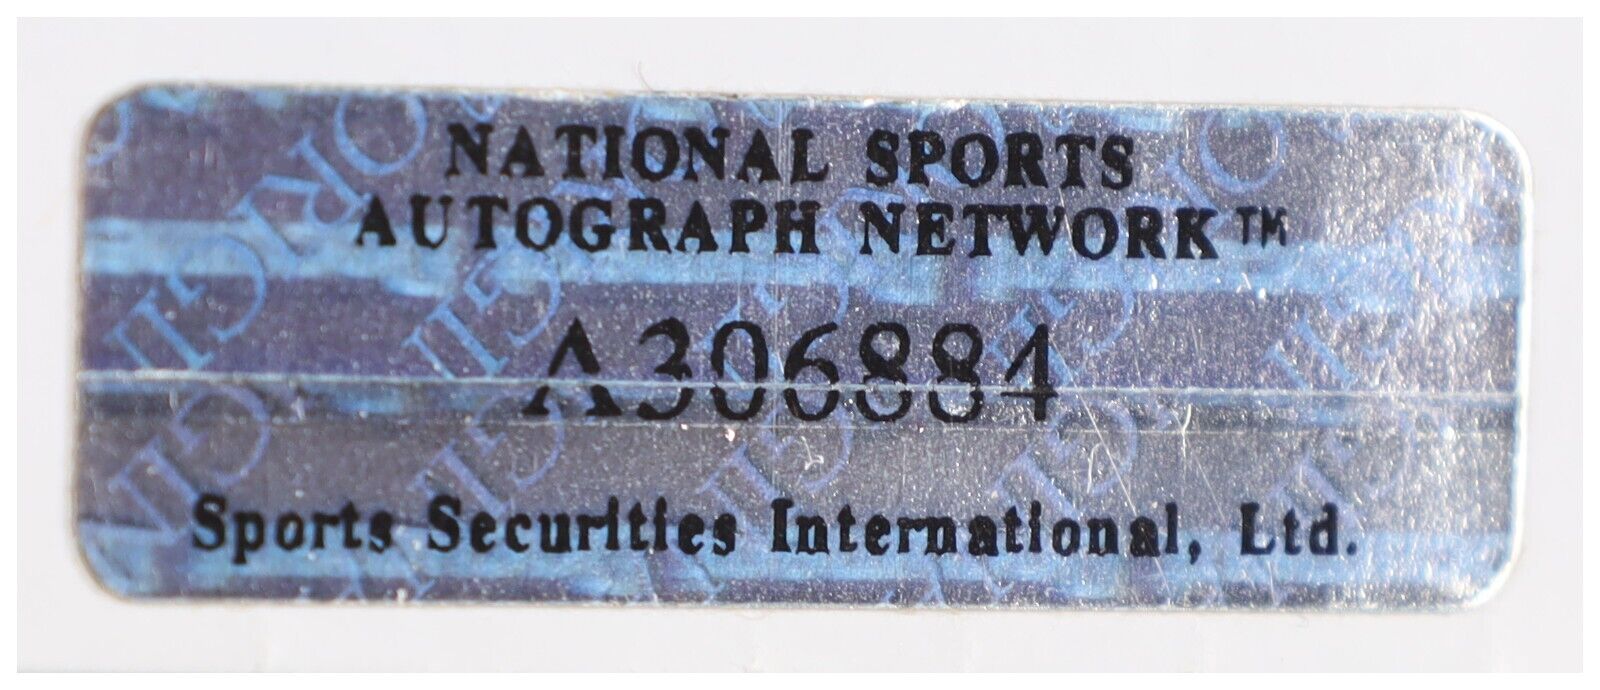 NATIONAL SPORTS
AUTOGRAPH NETWORK™
A306884
Sports Securities International, Ltd.